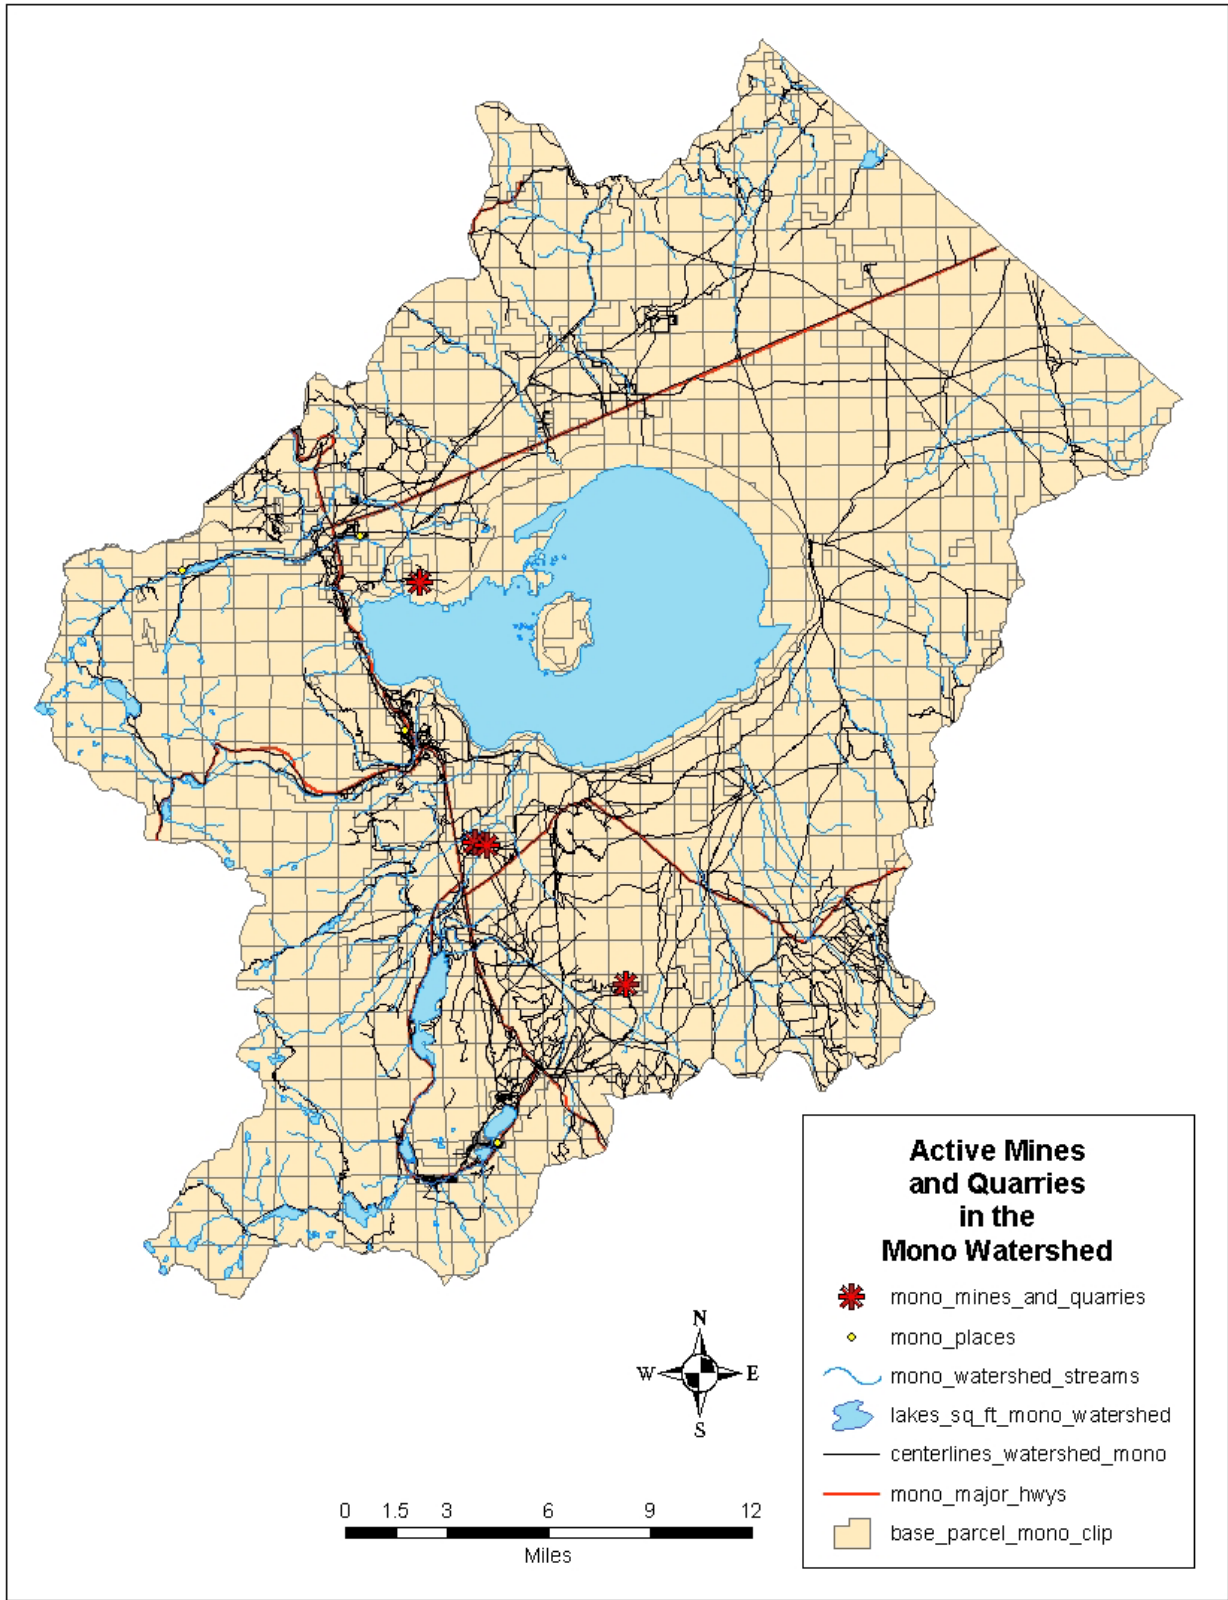 Active Mines
and Quarries
in the
Mono Watershed
mono_mines_and_quarries
mono_places
mono_watershed_streams
lakes_sq_ft_mono_watershed
centerlines_watershed_mono
mono_major_hwys
base_parcel_mono_clip
N
W E
S
0 1.5 3 6 9 12
Miles